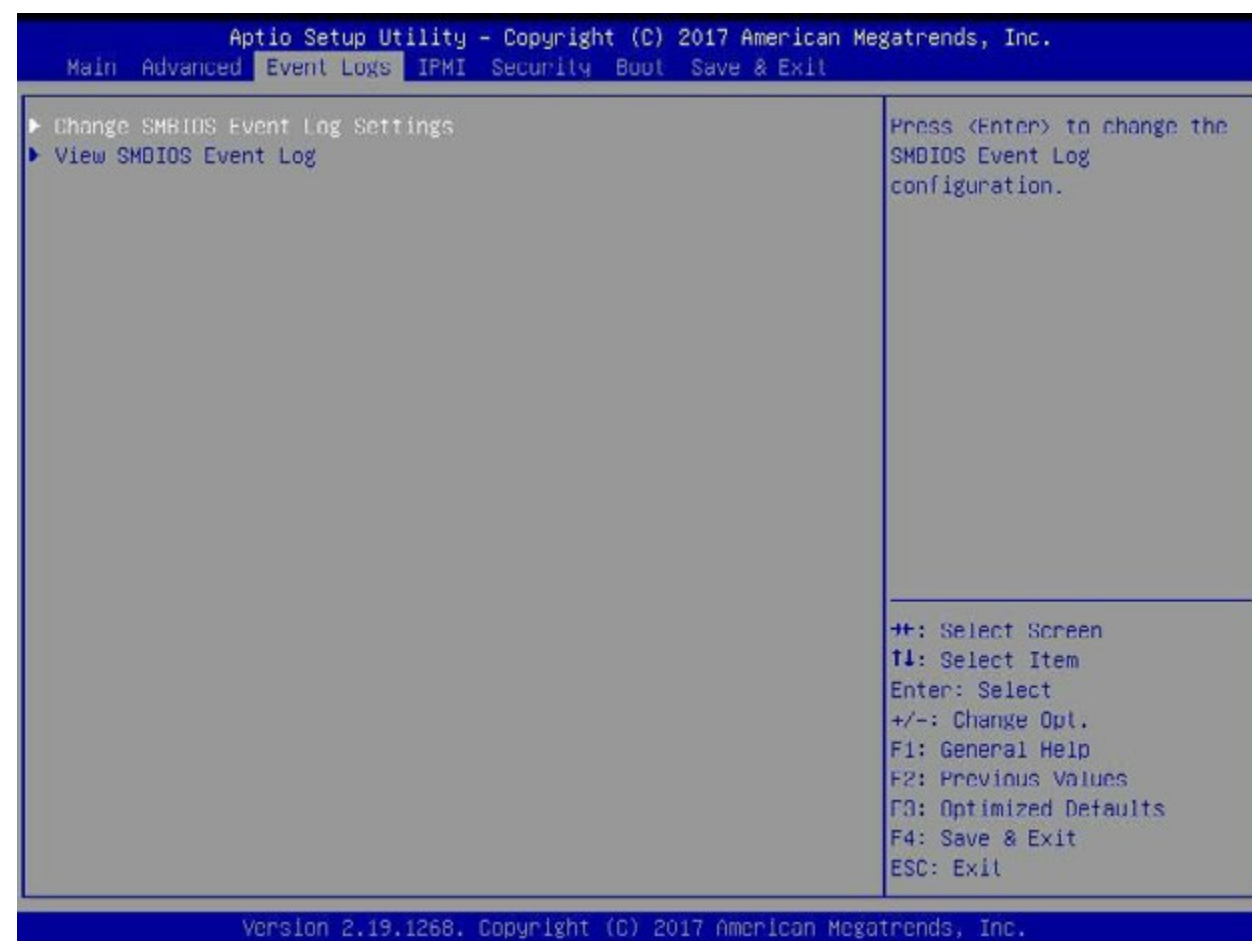 Aptio Setup Utility – Copyright (C) 2017 American Megatrends, Inc.
Main Advanced Event Logs IPMI Security Boot Save & Exit
Change SMBIOS Event Log Settings
View SMBIOS Event Log
Press <Enter> to change the
SMBIOS Event Log
configuration.
→←: Select Screen
↑↓: Select Item
Enter: Select
+/-: Change Opt.
F1: General Help
F2: Previous Values
F3: Optimized Defaults
F4: Save & Exit
ESC: Exit
Version 2.19.1268. Copyright (C) 2017 American Megatrends, Inc.